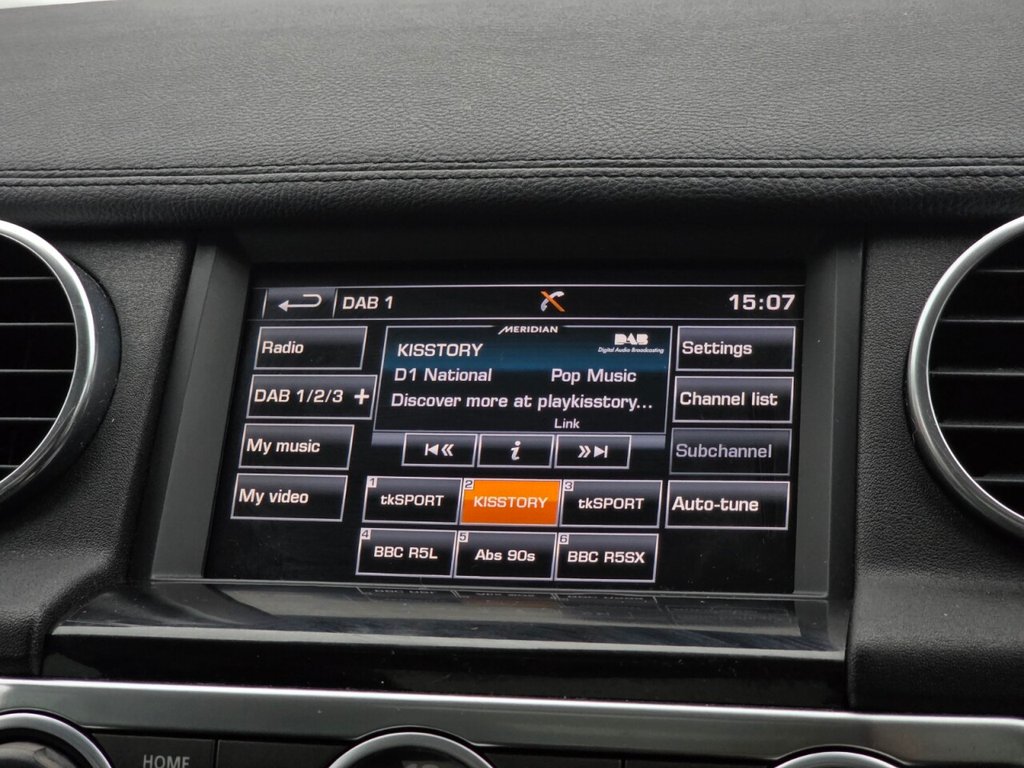 DAB 1
15:07
Radio
DAB 1/2/3 +
My music
My video
MERIDIAN
DAB
Digital Audio Broadcasting
KISSTORY
D1 National Pop Music
Discover more at playkisstory...
Link
i
Settings
Channel list
Subchannel
Auto-tune
1 tkSPORT
2 KISSTORY
3 tkSPORT
4 BBC R5L
5 Abs 90s
6 BBC R5SX
HOME